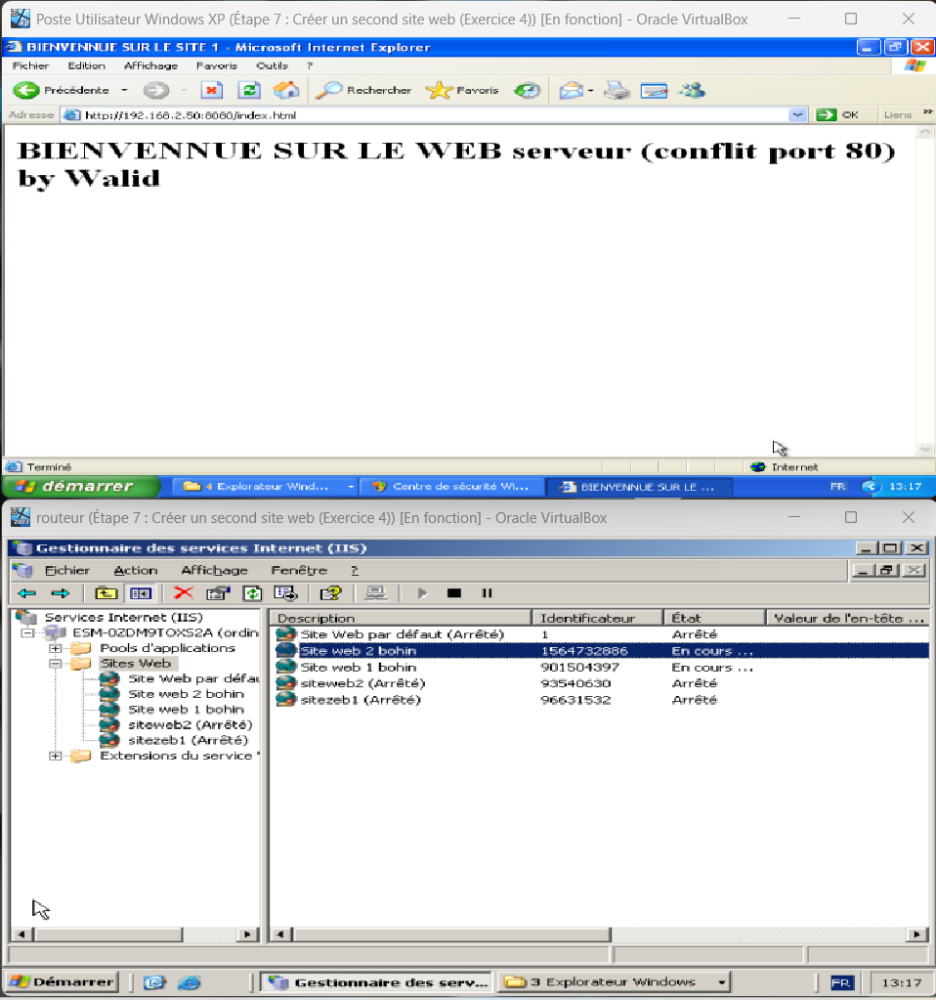 Poste Utilisateur Windows XP (Étape 7 : Créer un second site web (Exercice 4)) [En fonction] - Oracle VirtualBox
BIENVENNUE SUR LE SITE 1 - Microsoft Internet Explorer
Fichier Edition Affichage Favoris Outils ?
Précédente Rechercher Favoris
Adresse http://192.168.2.50:8080/index.html OK Liens »
BIENVENNUE SUR LE WEB serveur (conflit port 80)
by Walid
Terminé Internet
démarrer 4 Explorateur Wind... Centre de sécurité Wi... BIENVENNUE SUR LE ... FR 13:17
routeur (Étape 7 : Créer un second site web (Exercice 4)) [En fonction] - Oracle VirtualBox
Gestionnaire des services Internet (IIS)
Fichier Action Affichage Fenêtre ?
Services Internet (IIS)
ESM-02DM9TOXS2A (ordin
Pools d'applications
Sites Web
Site Web par défau
Site web 2 bohin
Site web 1 bohin
siteweb2 (Arrêté)
sitezeb1 (Arrêté)
Extensions du service '
Description Identificateur État Valeur de l'en-tête ...
Site Web par défaut (Arrêté) 1 Arrêté
Site web 2 bohin 1564732886 En cours ...
Site web 1 bohin 901504397 En cours ...
siteweb2 (Arrêté) 93540630 Arrêté
sitezeb1 (Arrêté) 96631532 Arrêté
Démarrer Gestionnaire des serv... 3 Explorateur Windows FR 13:17